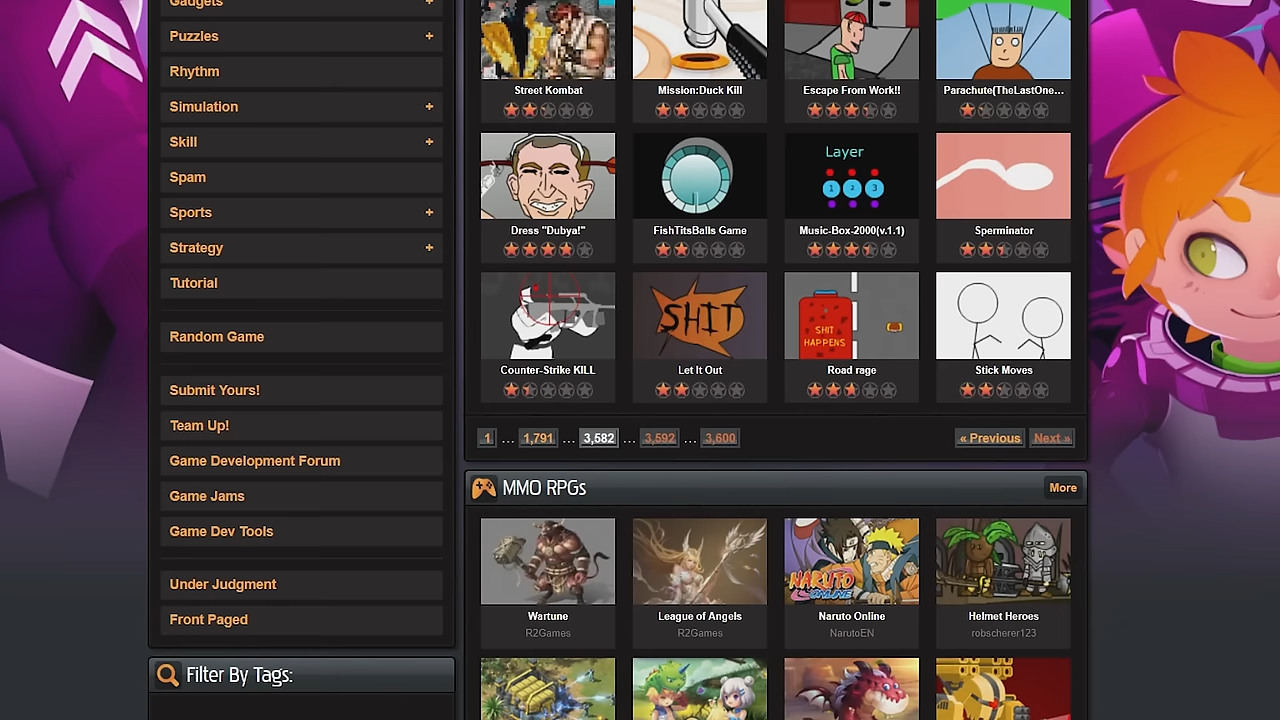 Gadgets +
Puzzles +
Rhythm
Simulation +
Skill +
Spam
Sports +
Strategy +
Tutorial
Random Game
Submit Yours!
Team Up!
Game Development Forum
Game Jams
Game Dev Tools
Under Judgment
Front Paged
Filter By Tags:
Street Kombat
Mission:Duck Kill
Escape From Work!!
Parachute(TheLastOne...
Layer
1 2 3
Dress "Dubya!"
FishTitsBalls Game
Music-Box-2000(v.1.1)
Sperminator
SHIT
SHIT
HAPPENS
Counter-Strike KILL
Let It Out
Road rage
Stick Moves
1 ... 1,791 ... 3,582 ... 3,592 ... 3,600
« Previous Next »
MMO RPGs
More
NARUTO
ONLINE
Wartune
R2Games
League of Angels
R2Games
Naruto Online
NarutoEN
Helmet Heroes
robscherer123